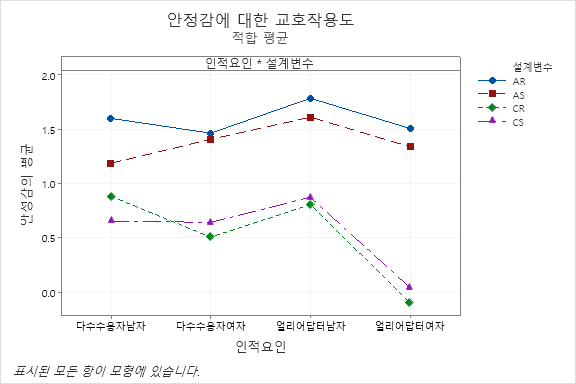 안정감에 대한 교호작용도
적합 평균
인적요인 * 설계변수
설계변수
AR
AS
CR
CS
안정감의 평균
2.0
1.5
1.0
0.5
0.0
다수수용자남자 다수수용자여자 얼리어답터남자 얼리어답터여자
인적요인
표시된 모든 항이 모형에 있습니다.